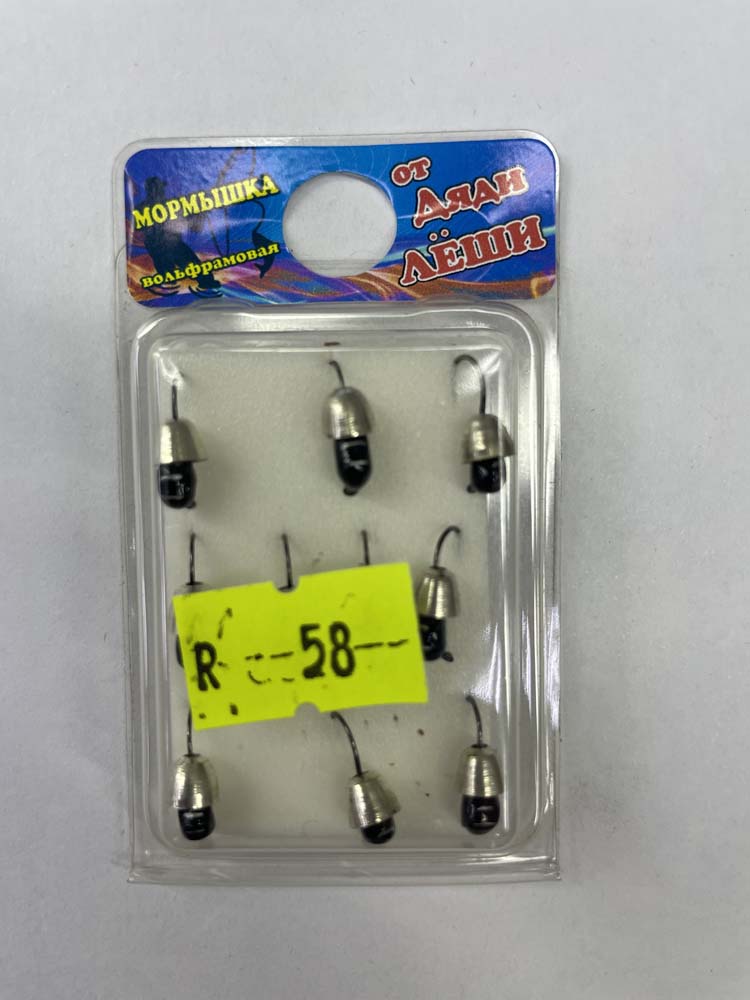 МОРМЫШКА
вольфрамовая
от
Дяди
ЛЁШИ
R ---58--